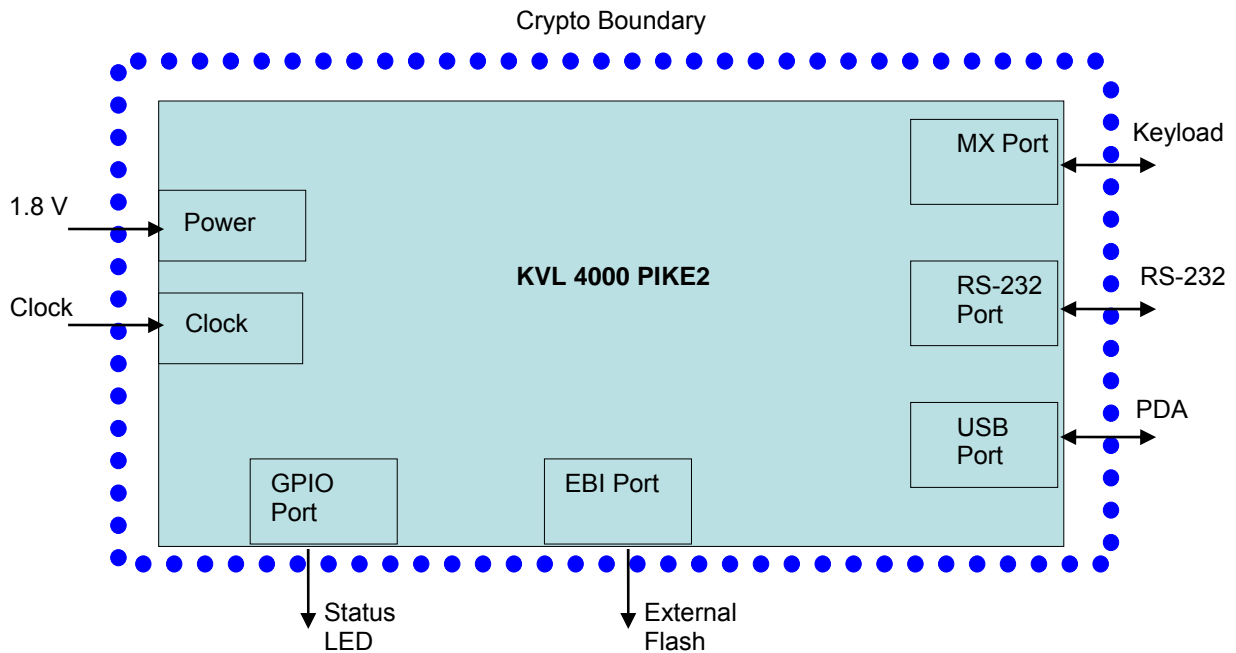 Crypto Boundary
MX Port
Keyload
1.8 V
Power
KVL 4000 PIKE2
RS-232
Port
RS-232
Clock
Clock
USB
Port
PDA
GPIO
Port
EBI Port
Status
LED
External
Flash